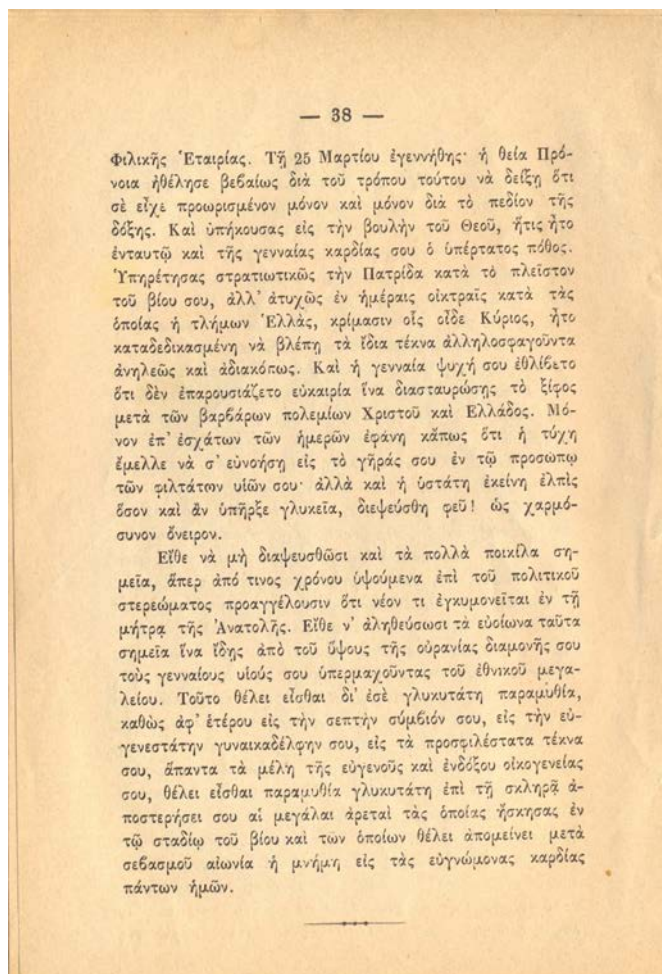 — 38 —
Φιλικῆς Ἑταιρίας. Τῇ 25 Μαρτίου ἐγεννήθης· ἡ θεία Πρό-
νοια ἠθέλησε βεβαίως διὰ τοῦ τρόπου τούτου νὰ δείξῃ ὅτι
σὲ εἶχε προωρισμένον μόνον καὶ μόνον διὰ τὸ πεδίον τῆς
δόξης. Καὶ ὑπήκουσας εἰς τὴν βουλὴν τοῦ Θεοῦ, ἥτις ἦτο
ἐνταυτῷ καὶ τῆς γενναίας καρδίας σου ὁ ὑπέρτατος πόθος.
Ὑπηρέτησας στρατιωτικῶς τὴν Πατρίδα κατὰ τὸ πλεῖστον
τοῦ βίου σου, ἀλλ’ ἀτυχῶς ἐν ἡμέραις οἰκτραῖς κατὰ τὰς
ὁποίας ἡ τλήμων Ἑλλὰς, κρίμασιν οἷς οἶδε Κύριος, ἦτο
καταδεδικασμένη νὰ βλέπῃ τὰ ἴδια τέκνα ἀλληλοσφαγοῦντα
ἀνηλεῶς καὶ ἀδιακόπως. Καὶ ἡ γενναία ψυχή σου ἐθλίβετο
ὅτι δὲν ἐπαρουσιάζετο εὐκαιρία ἵνα διασταυρώσῃς τὸ ξίφος
μετὰ τῶν βαρβάρων πολεμίων Χριστοῦ καὶ Ελλάδος. Μό-
νον ἐπ’ ἐσχάτων τῶν ἡμερῶν ἐφάνη κἄπως ὅτι ἡ τύχη
ἔμελλε νὰ σ’ εὐνοήσῃ εἰς τὸ γῆράς σου ἐν τῷ προσώπῳ
τῶν φιλτάτων υἱῶν σου· ἀλλὰ καὶ ἡ ὑστάτη ἐκείνη ἐλπὶς
ὅσον καὶ ἂν ὑπῆρξε γλυκεῖα, διεψεύσθη φεῦ! ὡς χαρμό-
συνον ὄνειρον.
Εἴθε νὰ μὴ διαψευσθῶσι καὶ τὰ πολλὰ ποικίλα ση-
μεῖα, ἅπερ ἀπό τινος χρόνου ὑψούμενα ἐπὶ τοῦ πολιτικοῦ
στερεώματος προαγγέλουσιν ὅτι νέον τι ἐγκυμονεῖται ἐν τῇ
μήτρᾳ τῆς Ἀνατολῆς. Εἴθε ν’ ἀληθεύσωσι τὰ εὐοίωνα ταῦτα
σημεῖα ἵνα ἴδῃς ἀπὸ τοῦ ὕψους τῆς οὐρανίας διαμονῆς σου
τοὺς γενναίους υἱούς σου ὑπερμαχοῦντας τοῦ ἐθνικοῦ μεγα-
λείου. Τοῦτο θέλει εἶσθαι δι’ ἐσὲ γλυκυτάτη παραμυθία,
καθὼς ἀφ’ ἑτέρου εἰς τὴν σεπτὴν σύμβιόν σου, εἰς τὴν εὐ-
γενεστάτην γυναικαδέλφην σου, εἰς τὰ προσφιλέστατα τέκνα
σου, ἅπαντα τὰ μέλη τῆς εὐγενοῦς καὶ ἐνδόξου οἰκογενείας
σου, θέλει εἶσθαι παραμυθία γλυκυτάτη ἐπὶ τῇ σκληρᾷ ἀ-
ποστερήσει σου αἱ μεγάλαι ἀρεταὶ τὰς ὁποίας ἤσκησας ἐν
τῷ σταδίῳ τοῦ βίου καὶ τῶν ὁποίων θέλει ἀπομείνει μετὰ
σεβασμοῦ αἰωνία ἡ μνήμη εἰς τὰς εὐγνώμονας καρδίας
πάντων ἡμῶν.